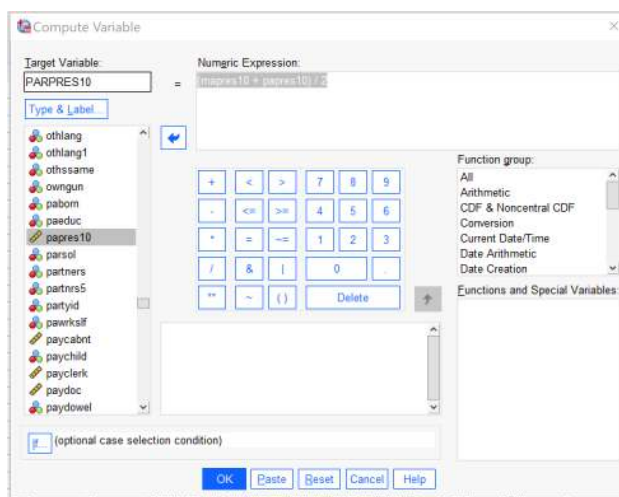 Compute Variable
Target Variable:
PARPRES10
=
Numeric Expression:
(mapres10 + papres10) / 2
Type & Label...
othlang
othlang1
othssame
owngun
paborn
paeduc
papres10
parsol
partners
partnrs5
partyid
pawrkslf
paycabnt
paychild
payclerk
paydoc
paydowel
+ < > 7 8 9
- <= >= 4 5 6
* = ~= 1 2 3
/ & | 0 .
** ~ ( ) Delete
Function group:
All
Arithmetic
CDF & Noncentral CDF
Conversion
Current Date/Time
Date Arithmetic
Date Creation
Functions and Special Variables:
If... (optional case selection condition)
OK Paste Reset Cancel Help